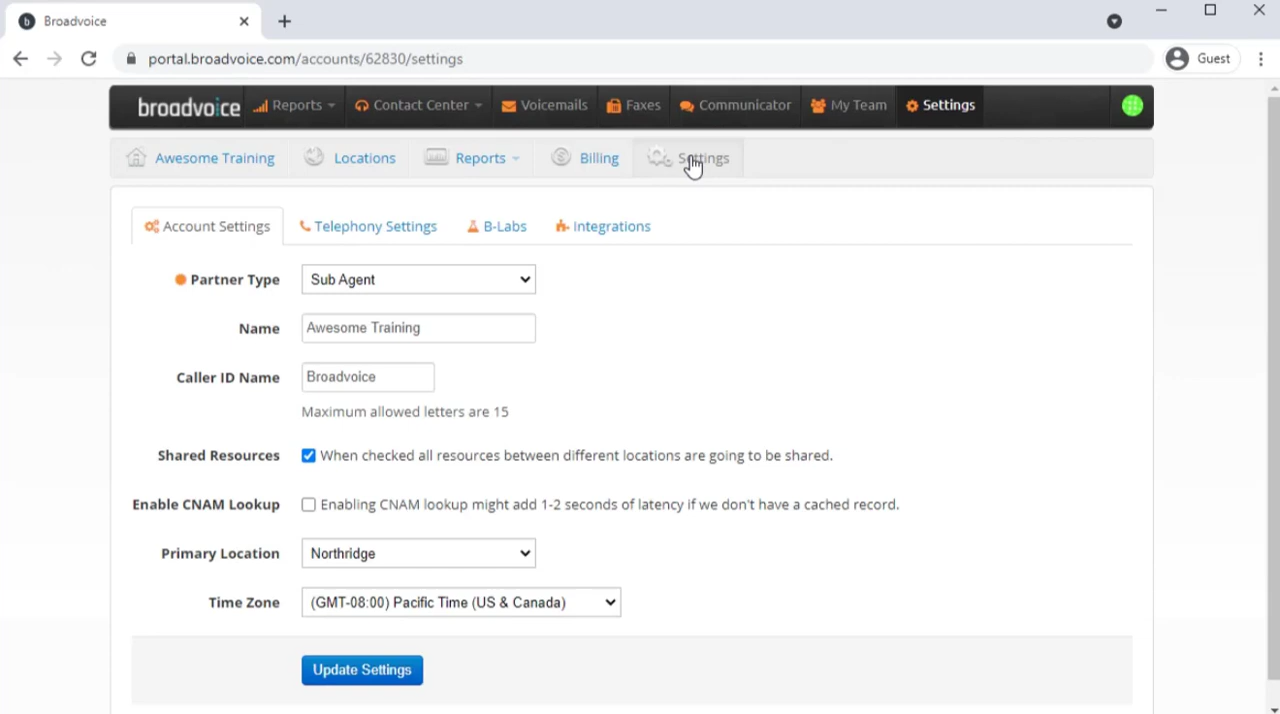 b Broadvoice
portal.broadvoice.com/accounts/62830/settings Guest
broadvoice Reports Contact Center Voicemails Faxes Communicator My Team Settings
Awesome Training Locations Reports Billing Settings
Account Settings Telephony Settings B-Labs Integrations
Partner Type Sub Agent
Name Awesome Training
Caller ID Name Broadvoice
Maximum allowed letters are 15
Shared Resources When checked all resources between different locations are going to be shared.
Enable CNAM Lookup Enabling CNAM lookup might add 1-2 seconds of latency if we don't have a cached record.
Primary Location Northridge
Time Zone (GMT-08:00) Pacific Time (US & Canada)
Update Settings